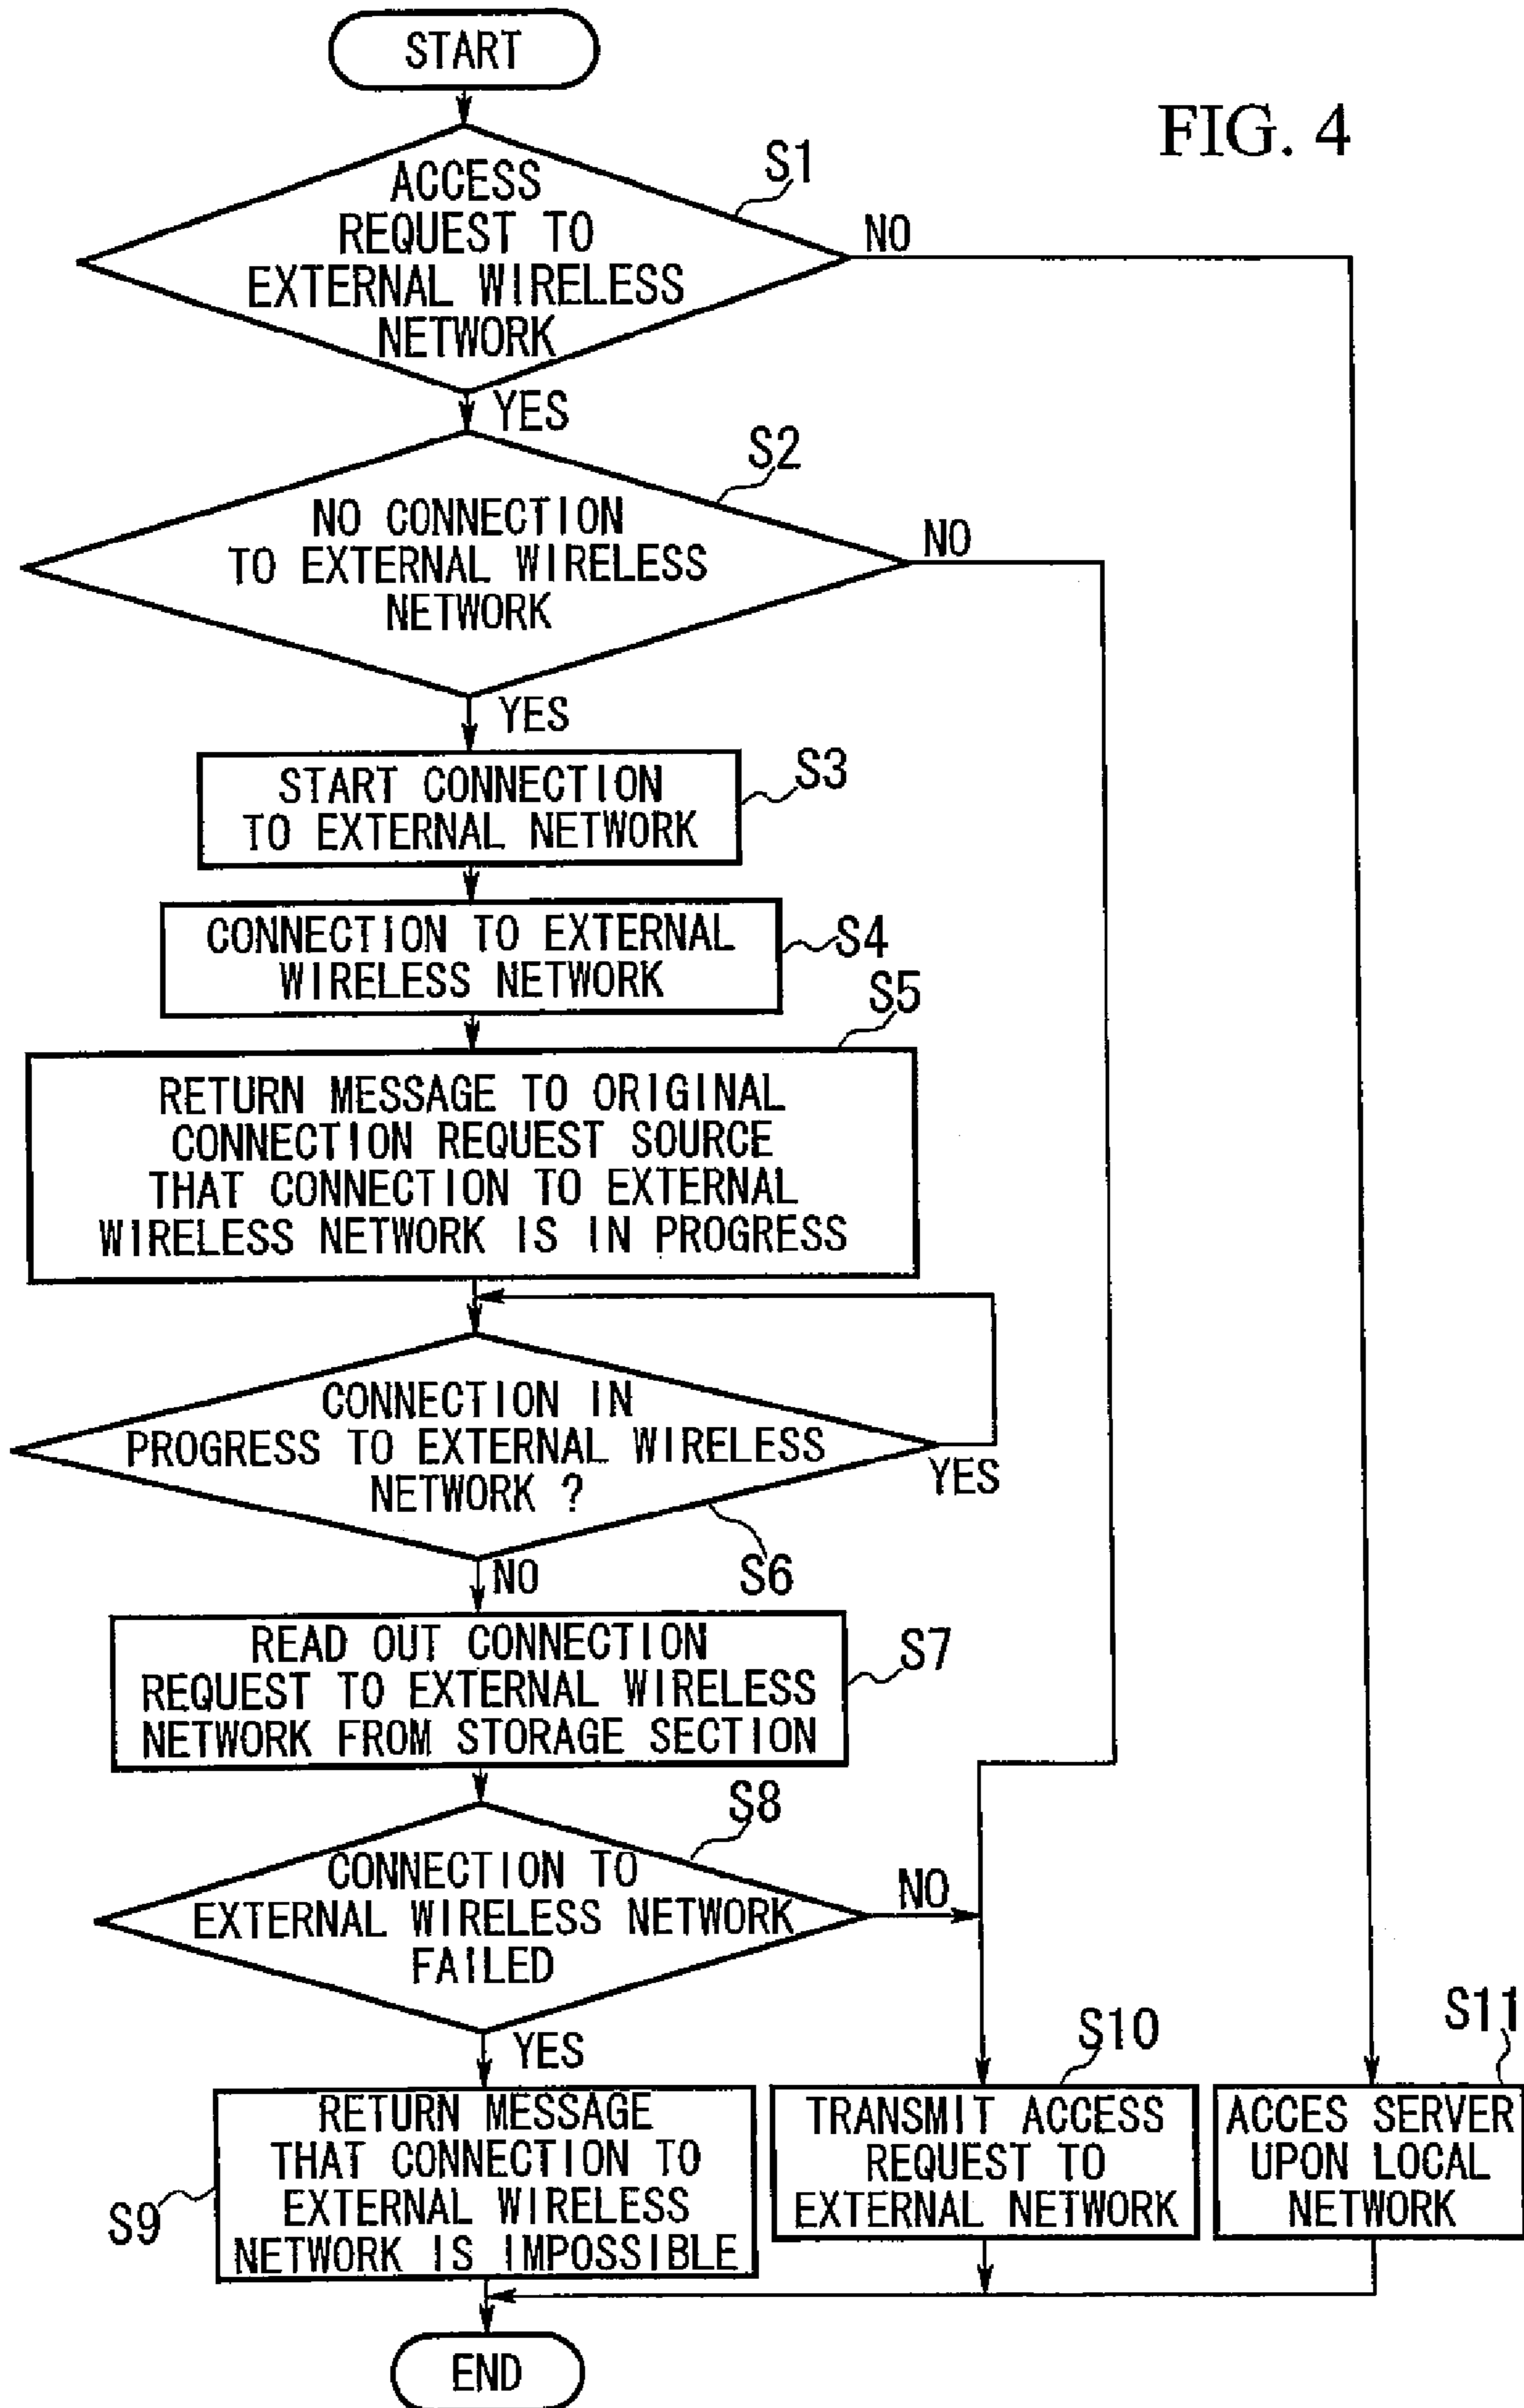 START
FIG. 4
S1
ACCESS
REQUEST TO
EXTERNAL WIRELESS
NETWORK
NO
YES
S2
NO CONNECTION
TO EXTERNAL WIRELESS
NETWORK
NO
YES
START CONNECTION
TO EXTERNAL NETWORK
S3
CONNECTION TO EXTERNAL
WIRELESS NETWORK
S4
S5
RETURN MESSAGE TO ORIGINAL
CONNECTION REQUEST SOURCE
THAT CONNECTION TO EXTERNAL
WIRELESS NETWORK IS IN PROGRESS
CONNECTION IN
PROGRESS TO EXTERNAL WIRELESS
NETWORK ?
YES
S6
NO
READ OUT CONNECTION
REQUEST TO EXTERNAL WIRELESS
NETWORK FROM STORAGE SECTION
S7
S8
CONNECTION TO
EXTERNAL WIRELESS NETWORK
FAILED
NO
YES
RETURN MESSAGE
THAT CONNECTION TO
EXTERNAL WIRELESS
NETWORK IS IMPOSSIBLE
S9
S10
TRANSMIT ACCESS
REQUEST TO
EXTERNAL NETWORK
S11
ACCES SERVER
UPON LOCAL
NETWORK
END